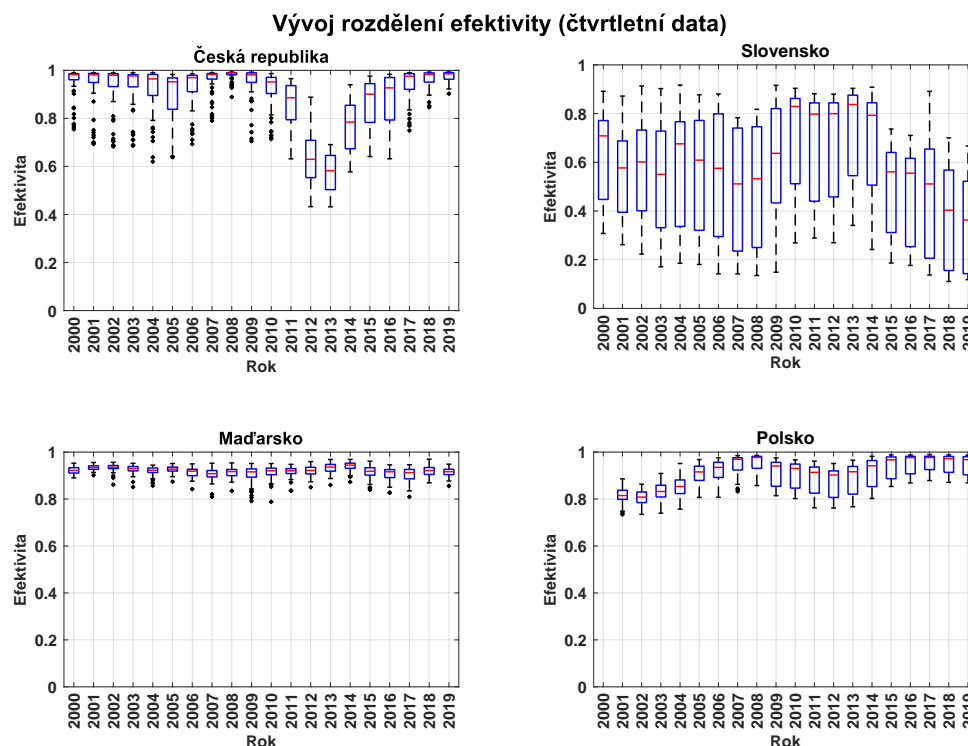 Vývoj rozdělení efektivity (čtvrtletní data)
Česká republika
Efektivita
1
0.8
0.6
0.4
0.2
0
2000 2001 2002 2003 2004 2005 2006 2007 2008 2009 2010 2011 2012 2013 2014 2015 2016 2017 2018 2019
Rok
Slovensko
Efektivita
1
0.8
0.6
0.4
0.2
0
2000 2001 2002 2003 2004 2005 2006 2007 2008 2009 2010 2011 2012 2013 2014 2015 2016 2017 2018 2019
Rok
Maďarsko
Efektivita
1
0.8
0.6
0.4
0.2
0
2000 2001 2002 2003 2004 2005 2006 2007 2008 2009 2010 2011 2012 2013 2014 2015 2016 2017 2018 2019
Rok
Polsko
Efektivita
1
0.8
0.6
0.4
0.2
0
2000 2001 2002 2003 2004 2005 2006 2007 2008 2009 2010 2011 2012 2013 2014 2015 2016 2017 2018 2019
Rok